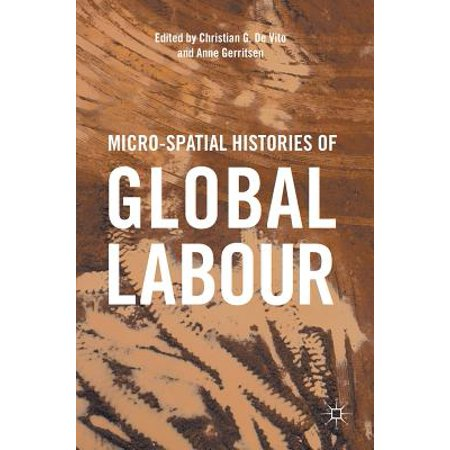 Edited by Christian G. De Vito
and Anne Gerritsen
MICRO-SPATIAL HISTORIES OF
GLOBAL
LABOUR